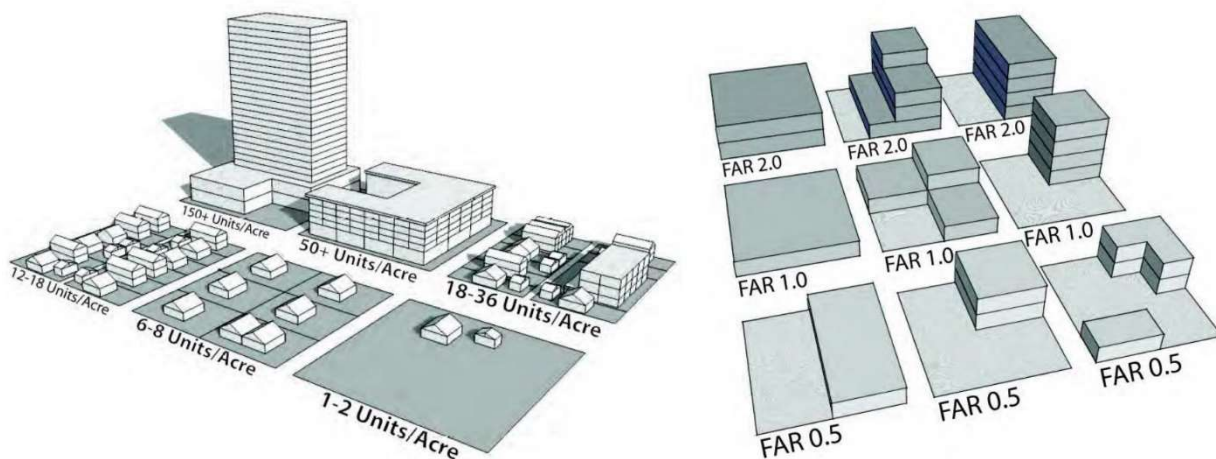 150+ Units/Acre
50+ Units/Acre
12-18 Units/Acre
18-36 Units/Acre
6-8 Units/Acre
1-2 Units/Acre
FAR 2.0
FAR 2.0
FAR 2.0
FAR 1.0
FAR 1.0
FAR 1.0
FAR 0.5
FAR 0.5
FAR 0.5